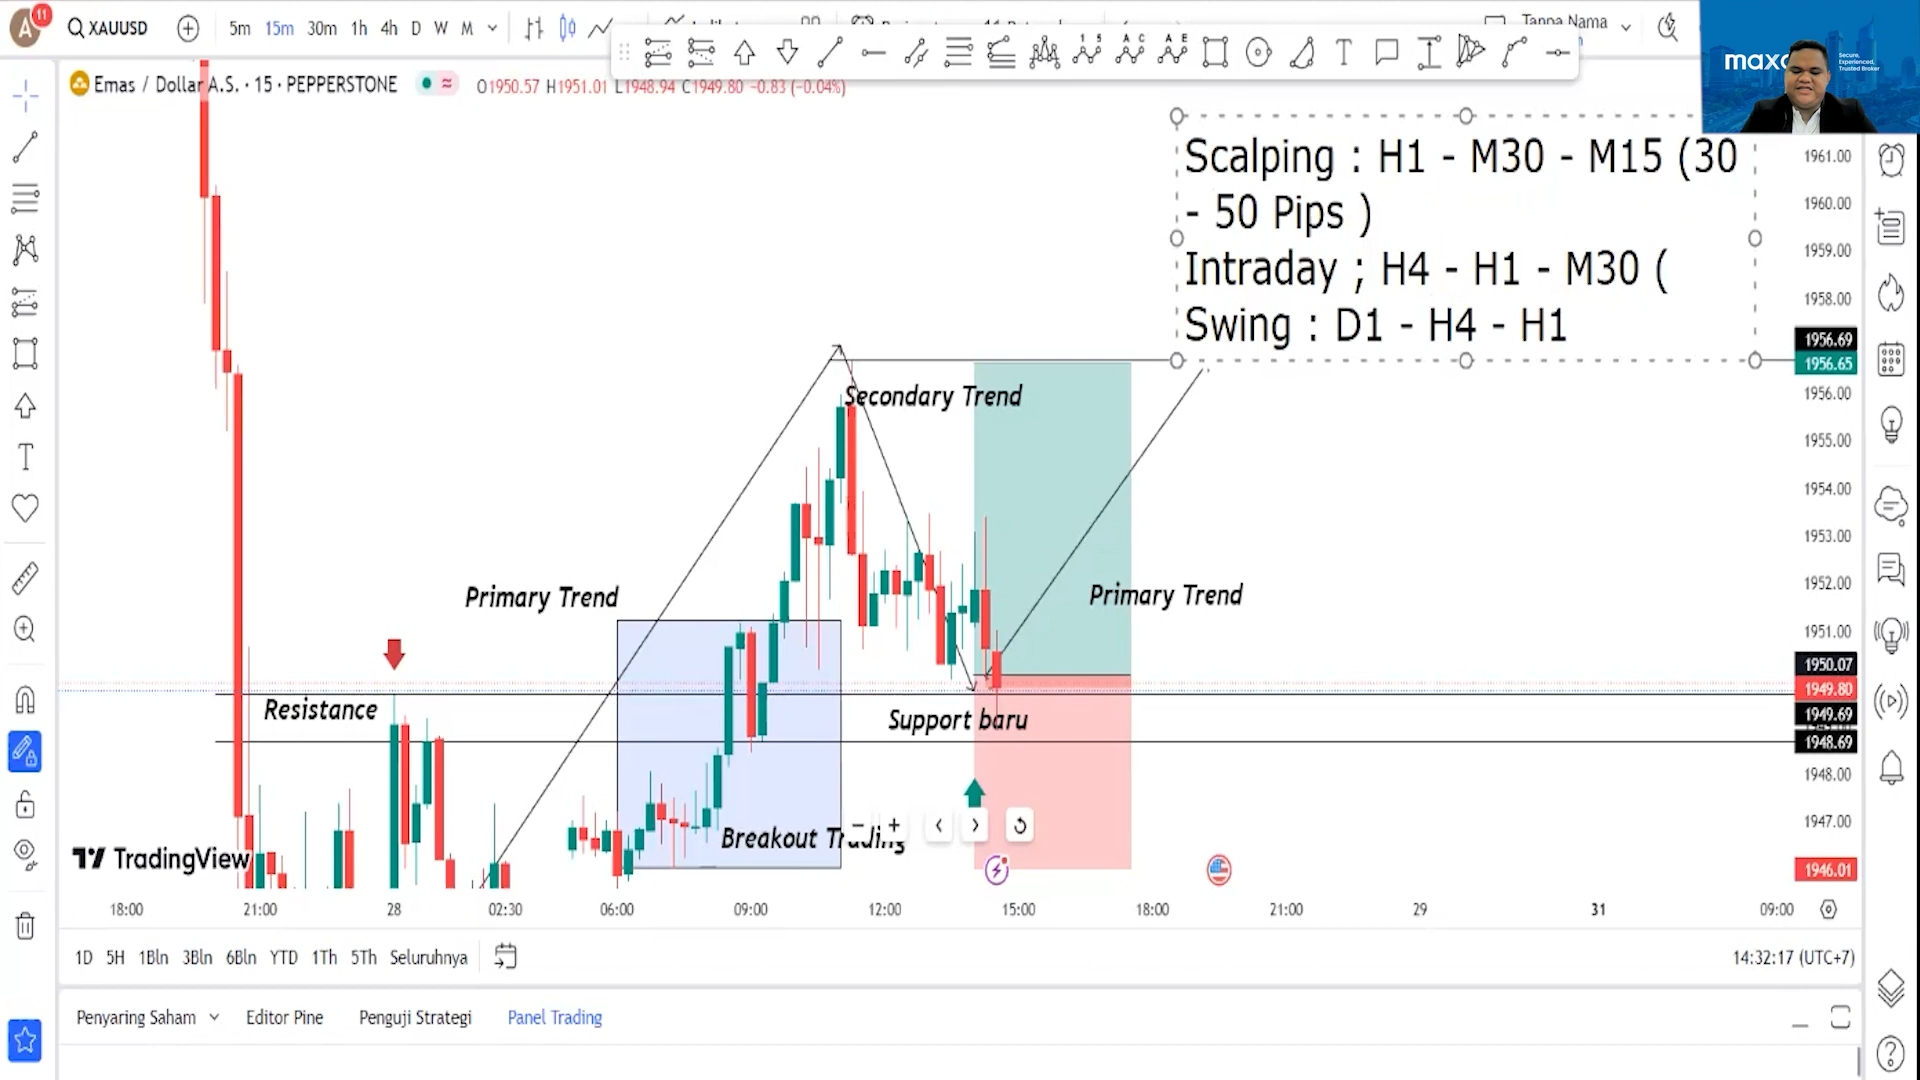 A 11 XAUUSD 5m 15m 30m 1h 4h D W M Tanpa Nama
maxc Secure, Experienced, Trusted Broker
Emas / Dollar A.S. · 15 · PEPPERSTONE O1950.57 H1951.01 L1948.94 C1949.80 −0.83 (−0.04%)
Scalping : H1 - M30 - M15 (30
- 50 Pips )
Intraday ; H4 - H1 - M30 (
Swing : D1 - H4 - H1
1961.00
1960.00
1959.00
1958.00
1956.69
1956.65
1956.00
1955.00
1954.00
1953.00
1952.00
1951.00
1950.07
1949.80
1949.69
1948.69
1948.00
1947.00
1946.01
Secondary Trend
Primary Trend
Primary Trend
Resistance
Support baru
Breakout Trading
TradingView
18:00 21:00 28 02:30 06:00 09:00 12:00 15:00 18:00 21:00 29 31 09:00
1D 5H 1Bln 3Bln 6Bln YTD 1Th 5Th Seluruhnya 14:32:17 (UTC+7)
Penyaring Saham Editor Pine Penguji Strategi Panel Trading